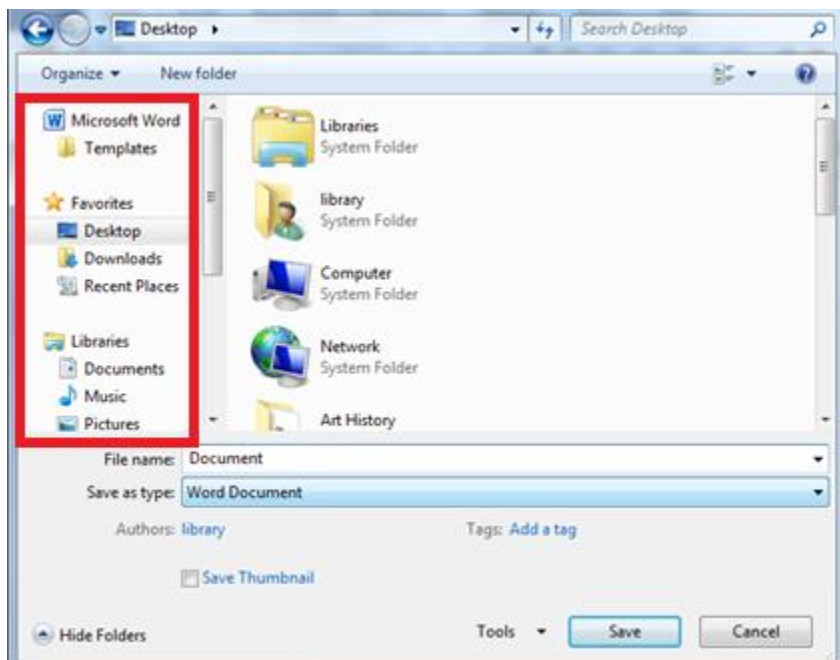 Desktop
Search Desktop
Organize
New folder
Microsoft Word
Templates
Favorites
Desktop
Downloads
Recent Places
Libraries
Documents
Music
Pictures
Libraries
System Folder
library
System Folder
Computer
System Folder
Network
System Folder
Art History
File name: Document
Save as type: Word Document
Authors: library
Tags: Add a tag
Save Thumbnail
Hide Folders
Tools
Save
Cancel